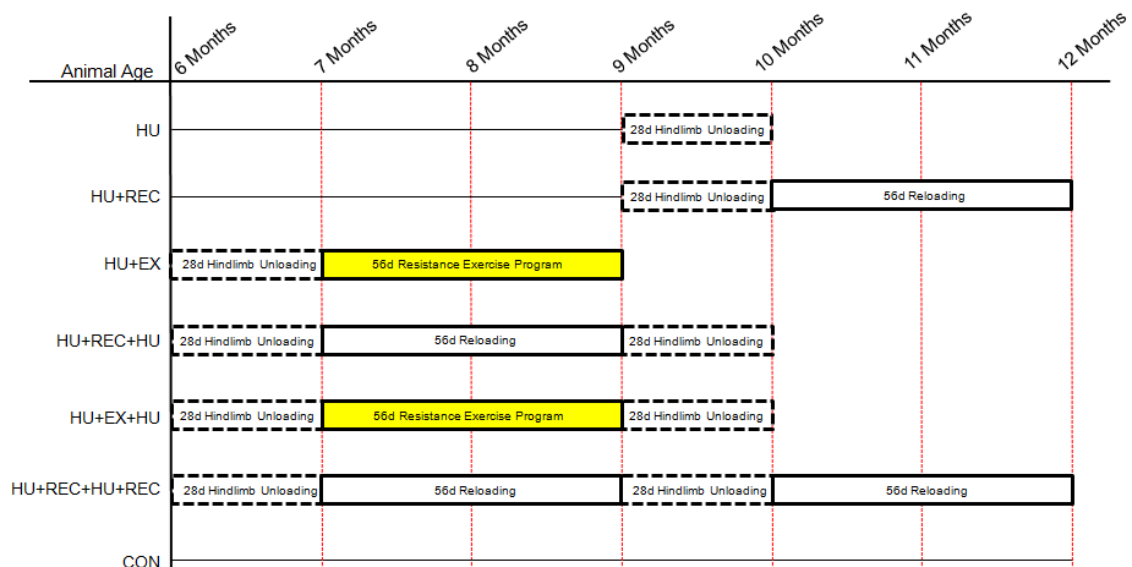 6 Months 7 Months 8 Months 9 Months 10 Months 11 Months 12 Months
Animal Age
HU 28d Hindlimb Unloading
HU+REC 28d Hindlimb Unloading 56d Reloading
HU+EX 28d Hindlimb Unloading 56d Resistance Exercise Program
HU+REC+HU 28d Hindlimb Unloading 56d Reloading 28d Hindlimb Unloading
HU+EX+HU 28d Hindlimb Unloading 56d Resistance Exercise Program 28d Hindlimb Unloading
HU+REC+HU+REC 28d Hindlimb Unloading 56d Reloading 28d Hindlimb Unloading 56d Reloading
CON